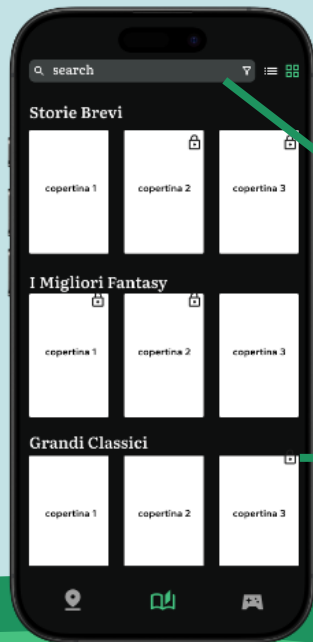 search
Storie Brevi
copertina 1 copertina 2 copertina 3
I Migliori Fantasy
copertina 1 copertina 2 copertina 3
Grandi Classici
copertina 1 copertina 2 copertina 3